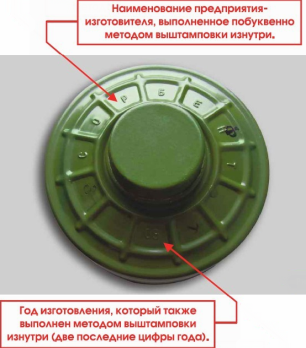 Наименование предприятия-
изготовителя, выполненное побуквенно
методом выштамповки изнутри.
О Р Б Е
Год изготовления, который также
выполнен методом выштамповки
изнутри (две последние цифры года).